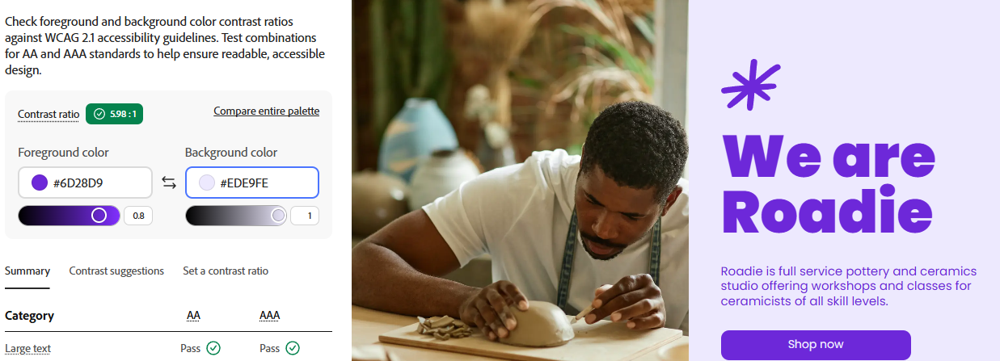 Check foreground and background color contrast ratios
against WCAG 2.1 accessibility guidelines. Test combinations
for AA and AAA standards to help ensure readable, accessible
design.
Contrast ratio
5.98 : 1
Compare entire palette
Foreground color
Background color
#6D28D9
#EDE9FE
0.8
1
Summary
Contrast suggestions
Set a contrast ratio
Category
AA
AAA
Large text
Pass
Pass
We are
Roadie
Roadie is full service pottery and ceramics
studio offering workshops and classes for
ceramicists of all skill levels.
Shop now